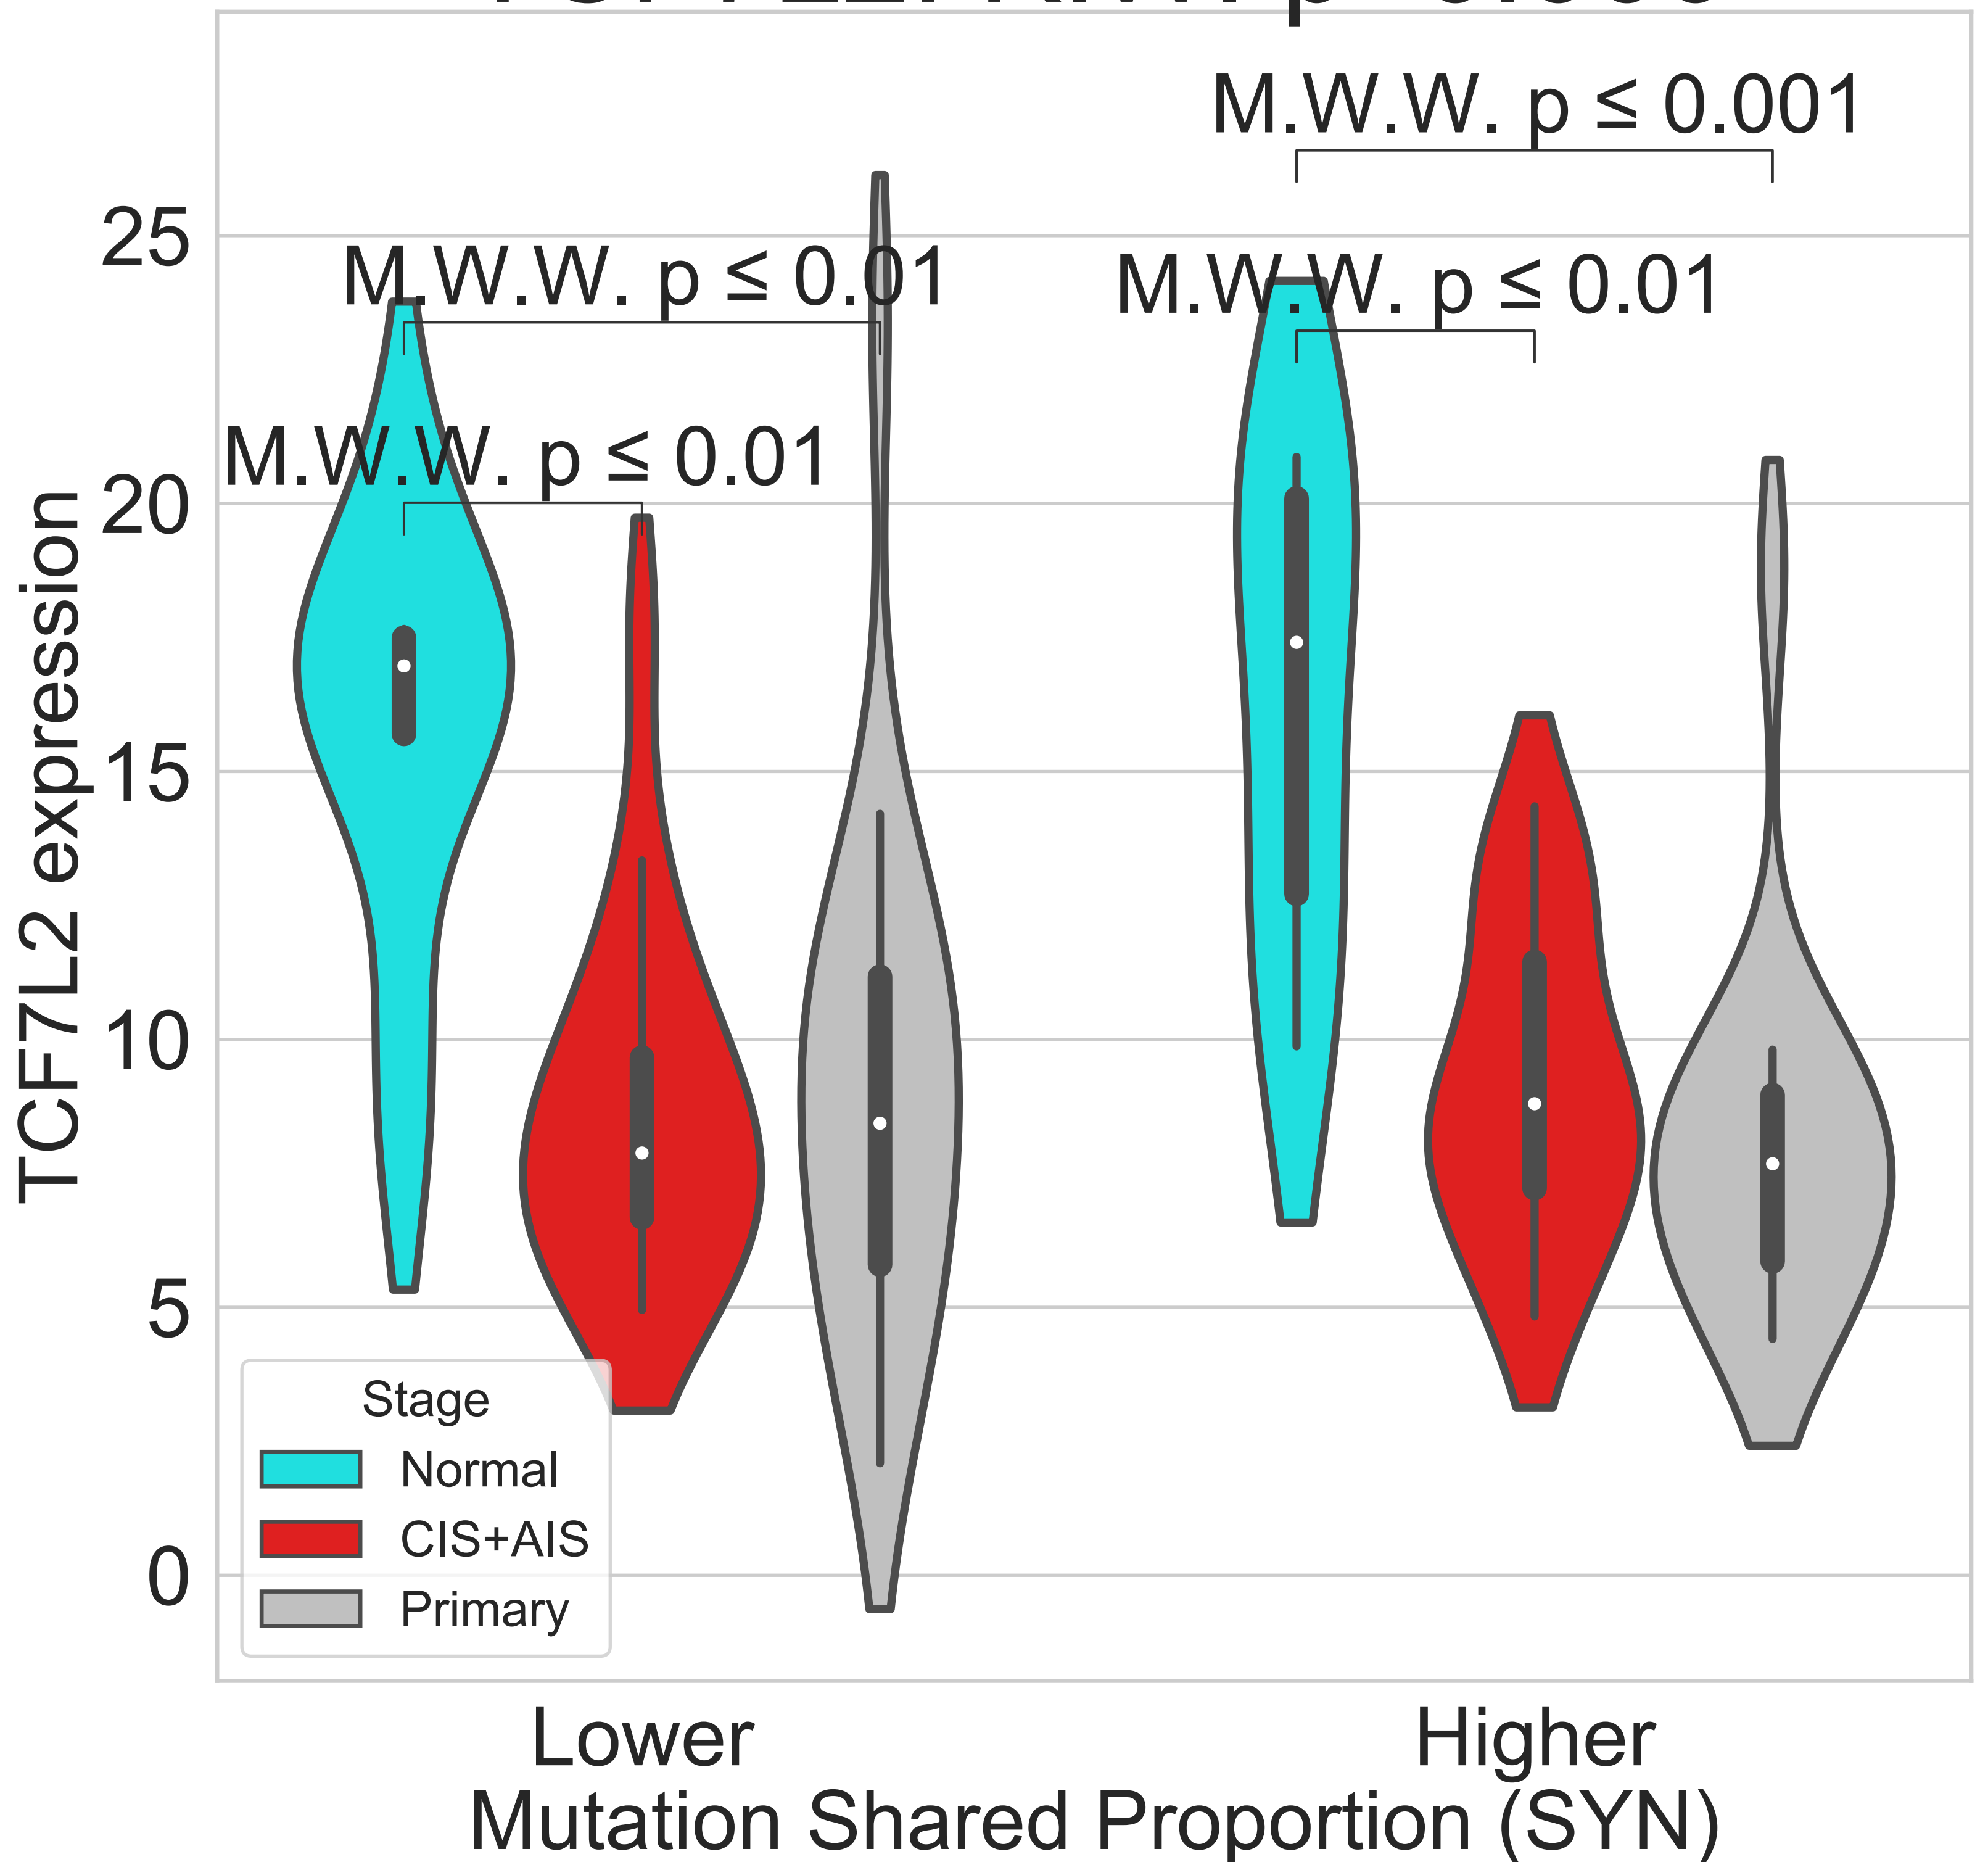 M.W.W. p ≤ 0.001
25
M.W.W. p ≤ 0.01
M.W.W. p ≤ 0.01
M.W.W. p ≤ 0.01
20
15
10
5
0
TCF7L2 expression
Stage
Normal
CIS+AIS
Primary
Lower
Higher
Mutation Shared Proportion (SYN)